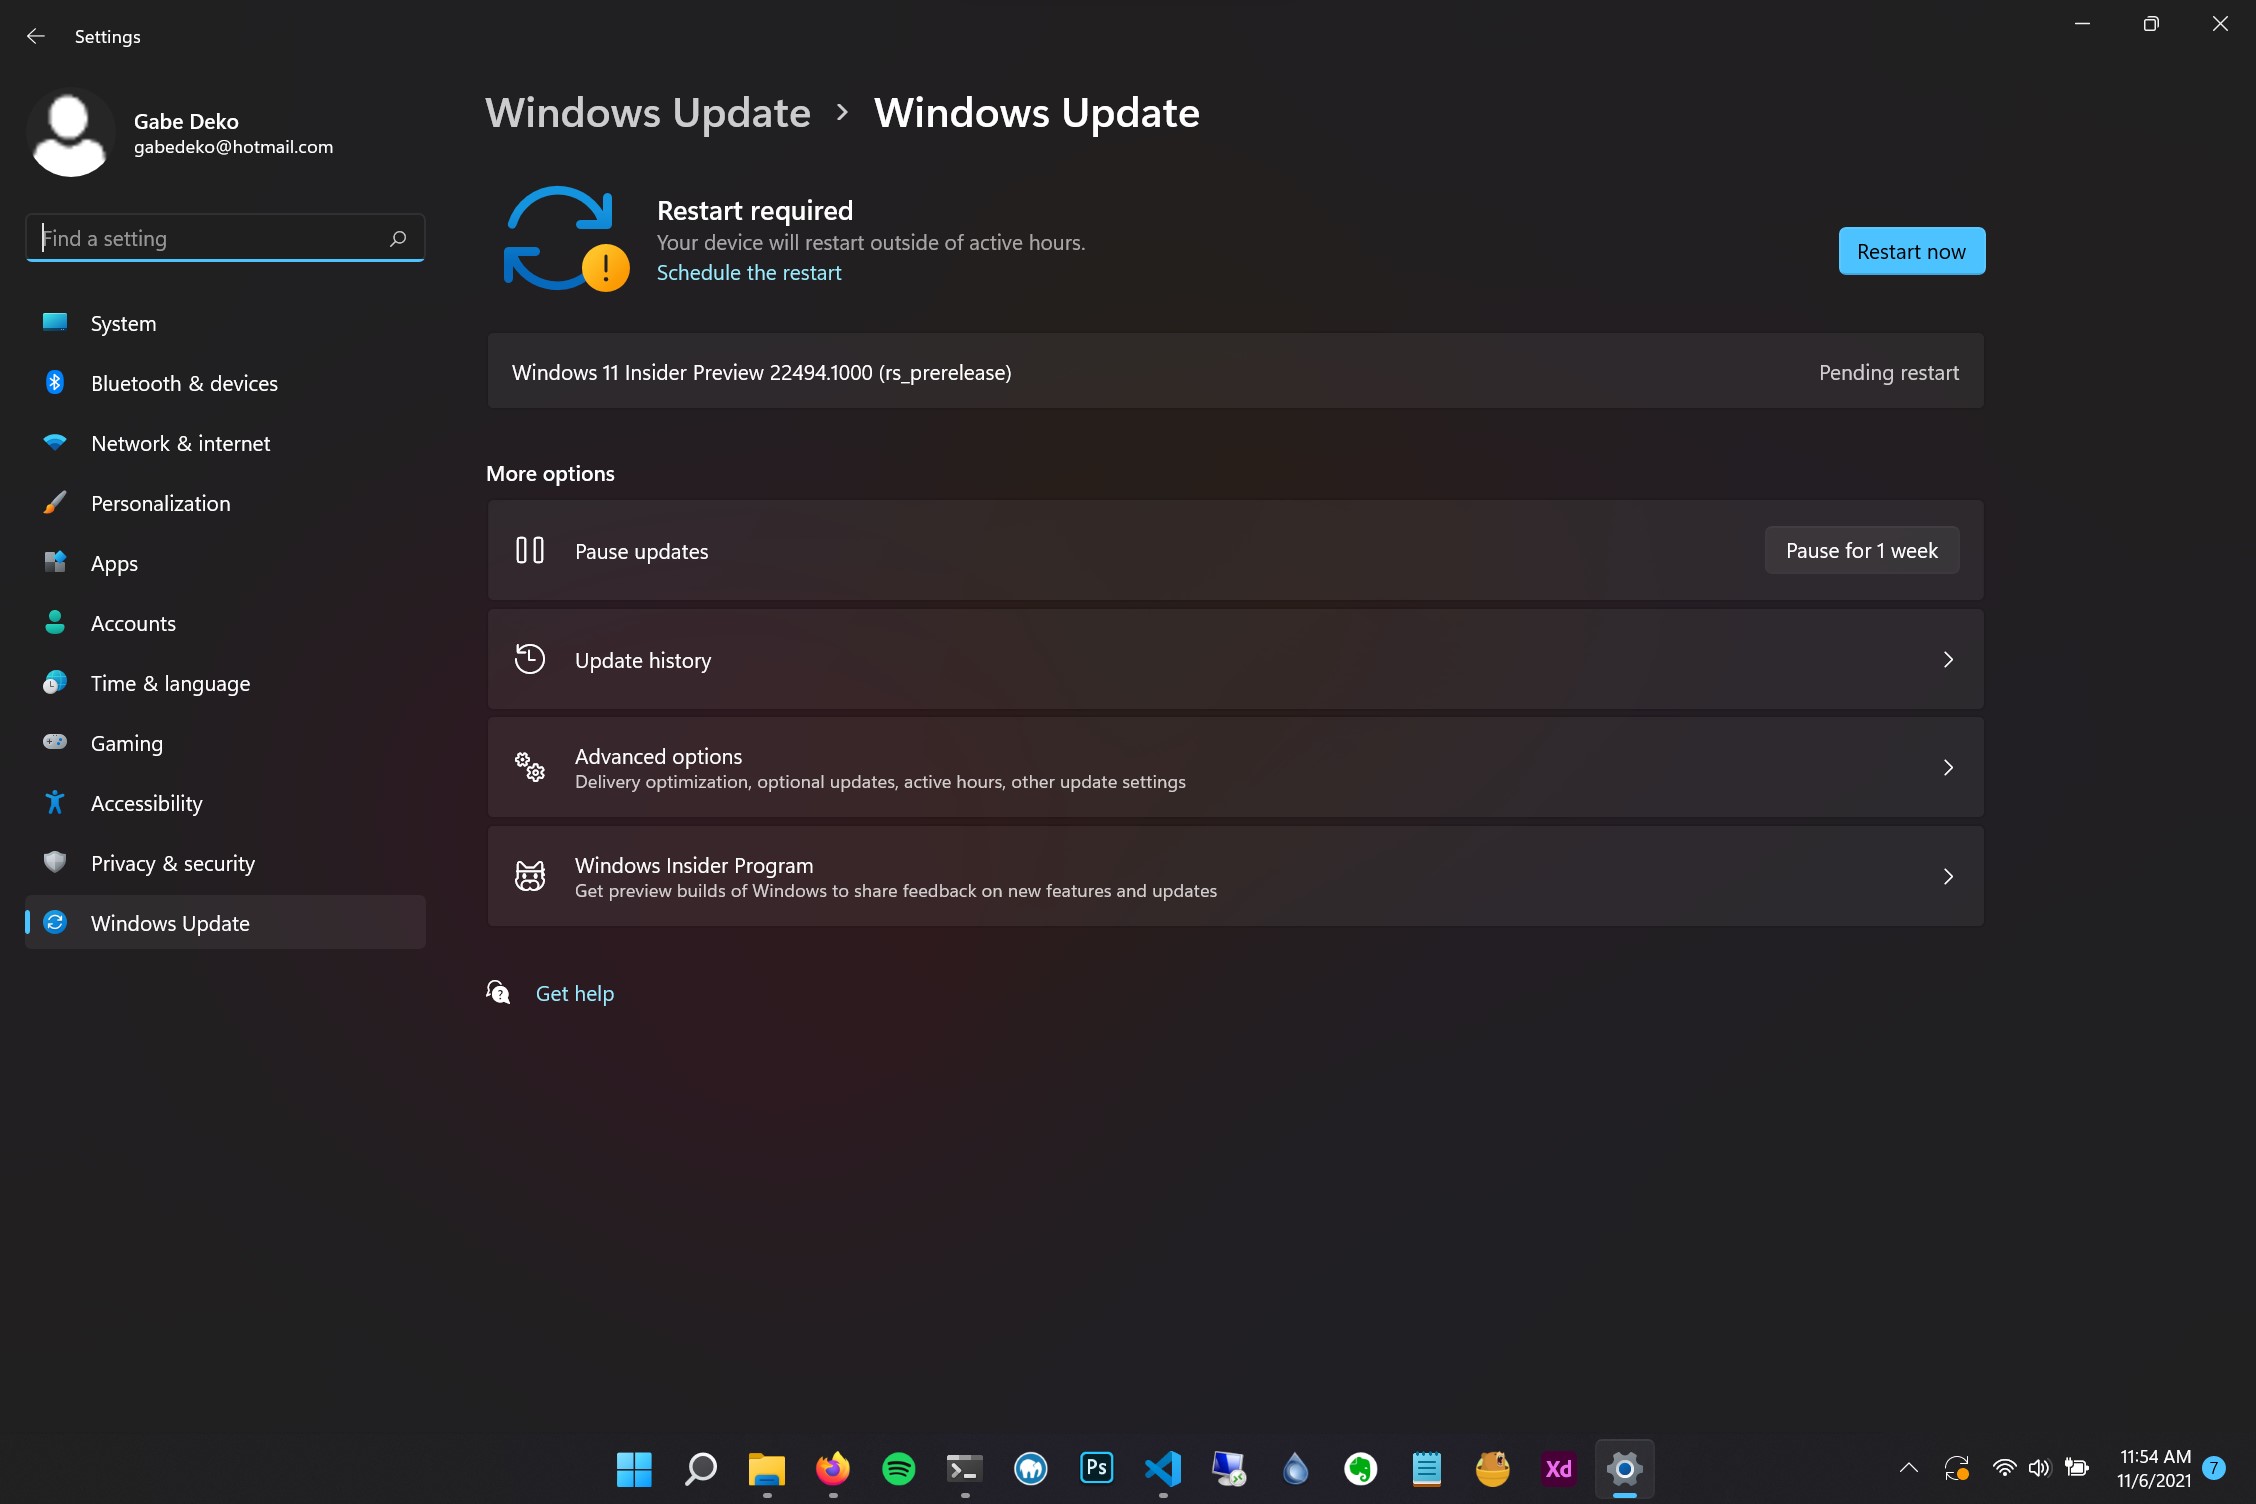 Settings
Gabe Deko
gabedeko@hotmail.com
Find a setting
System
Bluetooth & devices
Network & internet
Personalization
Apps
Accounts
Time & language
Gaming
Accessibility
Privacy & security
Windows Update
Windows Update > Windows Update
Restart required
Your device will restart outside of active hours.
Schedule the restart
Restart now
Windows 11 Insider Preview 22494.1000 (rs_prerelease)
Pending restart
More options
Pause updates
Pause for 1 week
Update history
Advanced options
Delivery optimization, optional updates, active hours, other update settings
Windows Insider Program
Get preview builds of Windows to share feedback on new features and updates
Get help
Ps
Xd
11:54 AM
11/6/2021
7